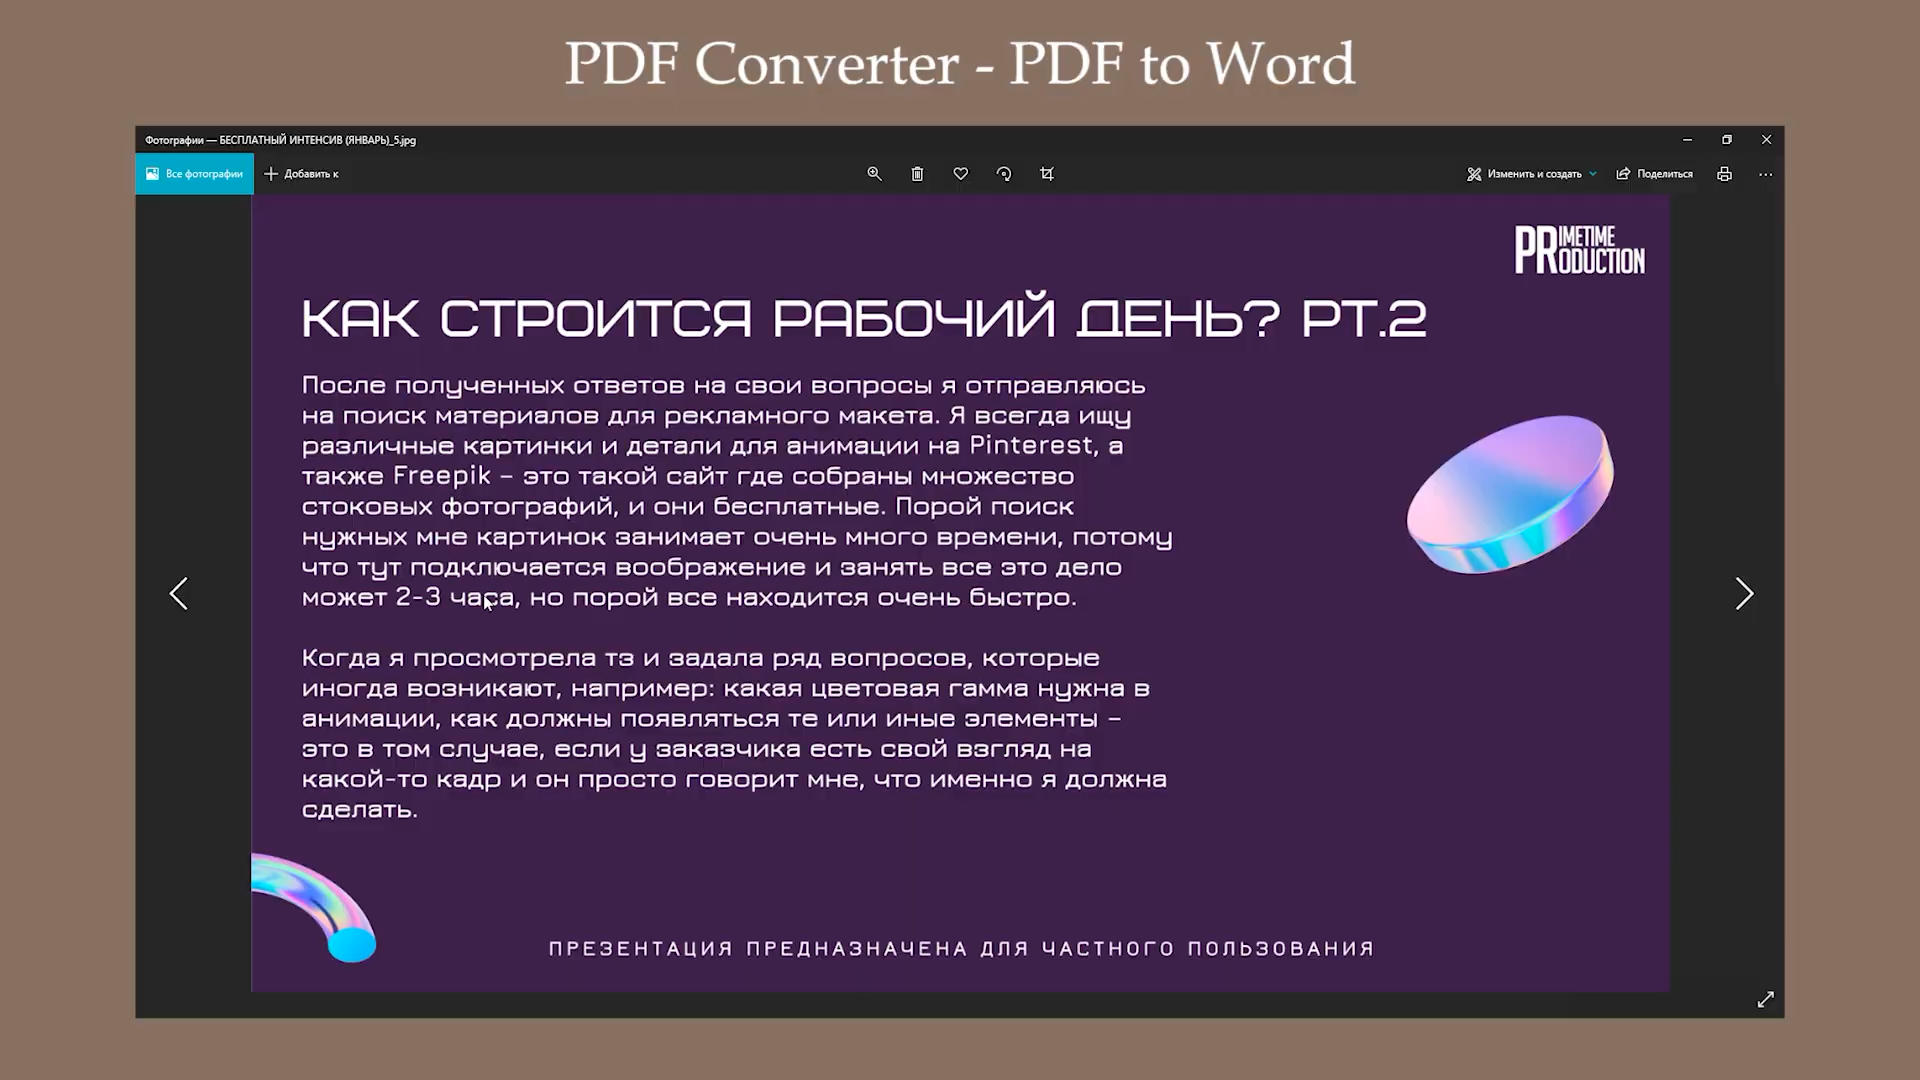 PDF Converter - PDF to Word
Фотографии — БЕСПЛАТНЫЙ ИНТЕНСИВ (ЯНВАРЬ)_5.jpg
Все фотографии
Добавить к
Изменить и создать
Поделиться
PRIMETIME
PRODUCTION
КАК СТРОИТСЯ РАБОЧИЙ ДЕНЬ? РТ.2
После полученных ответов на свои вопросы я отправляюсь
на поиск материалов для рекламного макета. Я всегда ищу
различные картинки и детали для анимации на Pinterest, а
также Freepik – это такой сайт где собраны множество
стоковых фотографий, и они бесплатные. Порой поиск
нужных мне картинок занимает очень много времени, потому
что тут подключается воображение и занять все это дело
может 2-3 часа, но порой все находится очень быстро.
Когда я просмотрела тз и задала ряд вопросов, которые
иногда возникают, например: какая цветовая гамма нужна в
анимации, как должны появляться те или иные элементы –
это в том случае, если у заказчика есть свой взгляд на
какой-то кадр и он просто говорит мне, что именно я должна
сделать.
ПРЕЗЕНТАЦИЯ ПРЕДНАЗНАЧЕНА ДЛЯ ЧАСТНОГО ПОЛЬЗОВАНИЯ